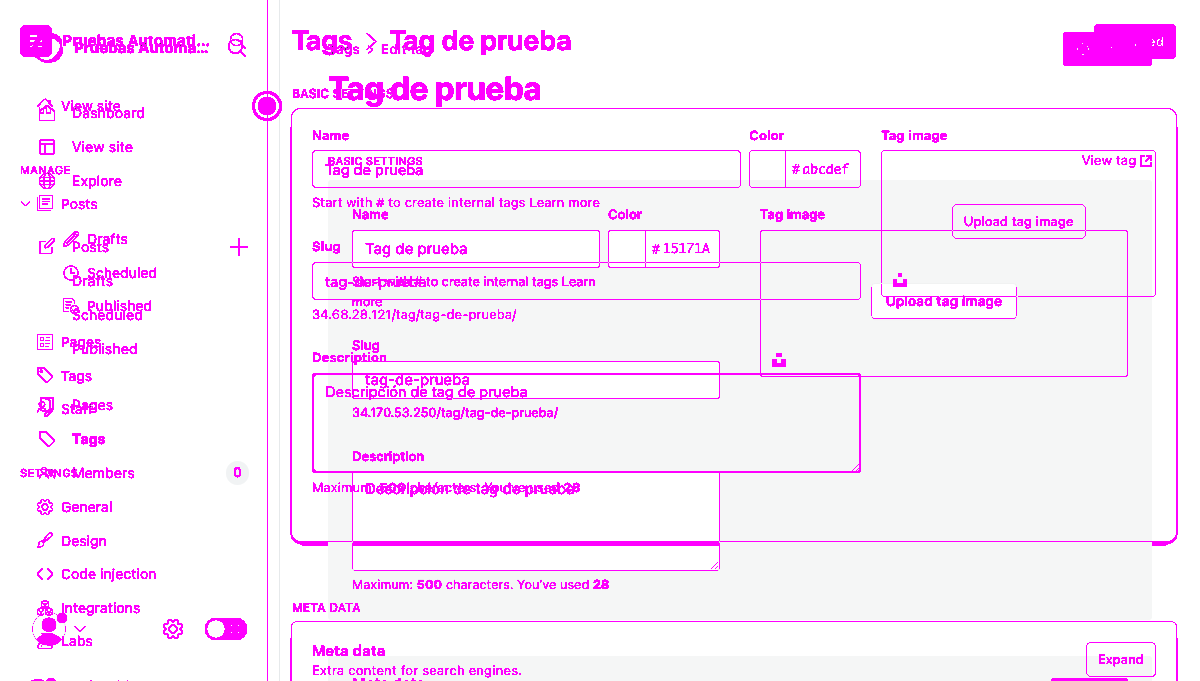 Pruebas Automati...
Pruebas Automa...
View site
Dashboard
View site
MANAGE
Explore
Posts
Drafts
Posts
Scheduled
Drafts
Published
Scheduled
Pages
Published
Tags
Staff
Pages
Tags
SETTINGS
Members
0
General
Design
Code injection
Integrations
Labs
Tags > Tag de prueba
Tags > Edit tag
Tag de prueba
BASIC SETTINGS
Name
Color
Tag image
Tag de prueba
#abcdef
View tag
BASIC SETTINGS
Start with # to create internal tags Learn more
Name
Color
Tag image
Upload tag image
Slug
Tag de prueba
#15171A
tag-de-prueba
Start with # to create internal tags Learn
more
Upload tag image
34.68.28.121/tag/tag-de-prueba/
Slug
Description
tag-de-prueba
Descripción de tag de prueba
34.170.53.250/tag/tag-de-prueba/
Description
Maximum: 500 characters. You've used 28
Descripción de tag de prueba
Maximum: 500 characters. You've used 28
META DATA
Meta data
Expand
Extra content for search engines.